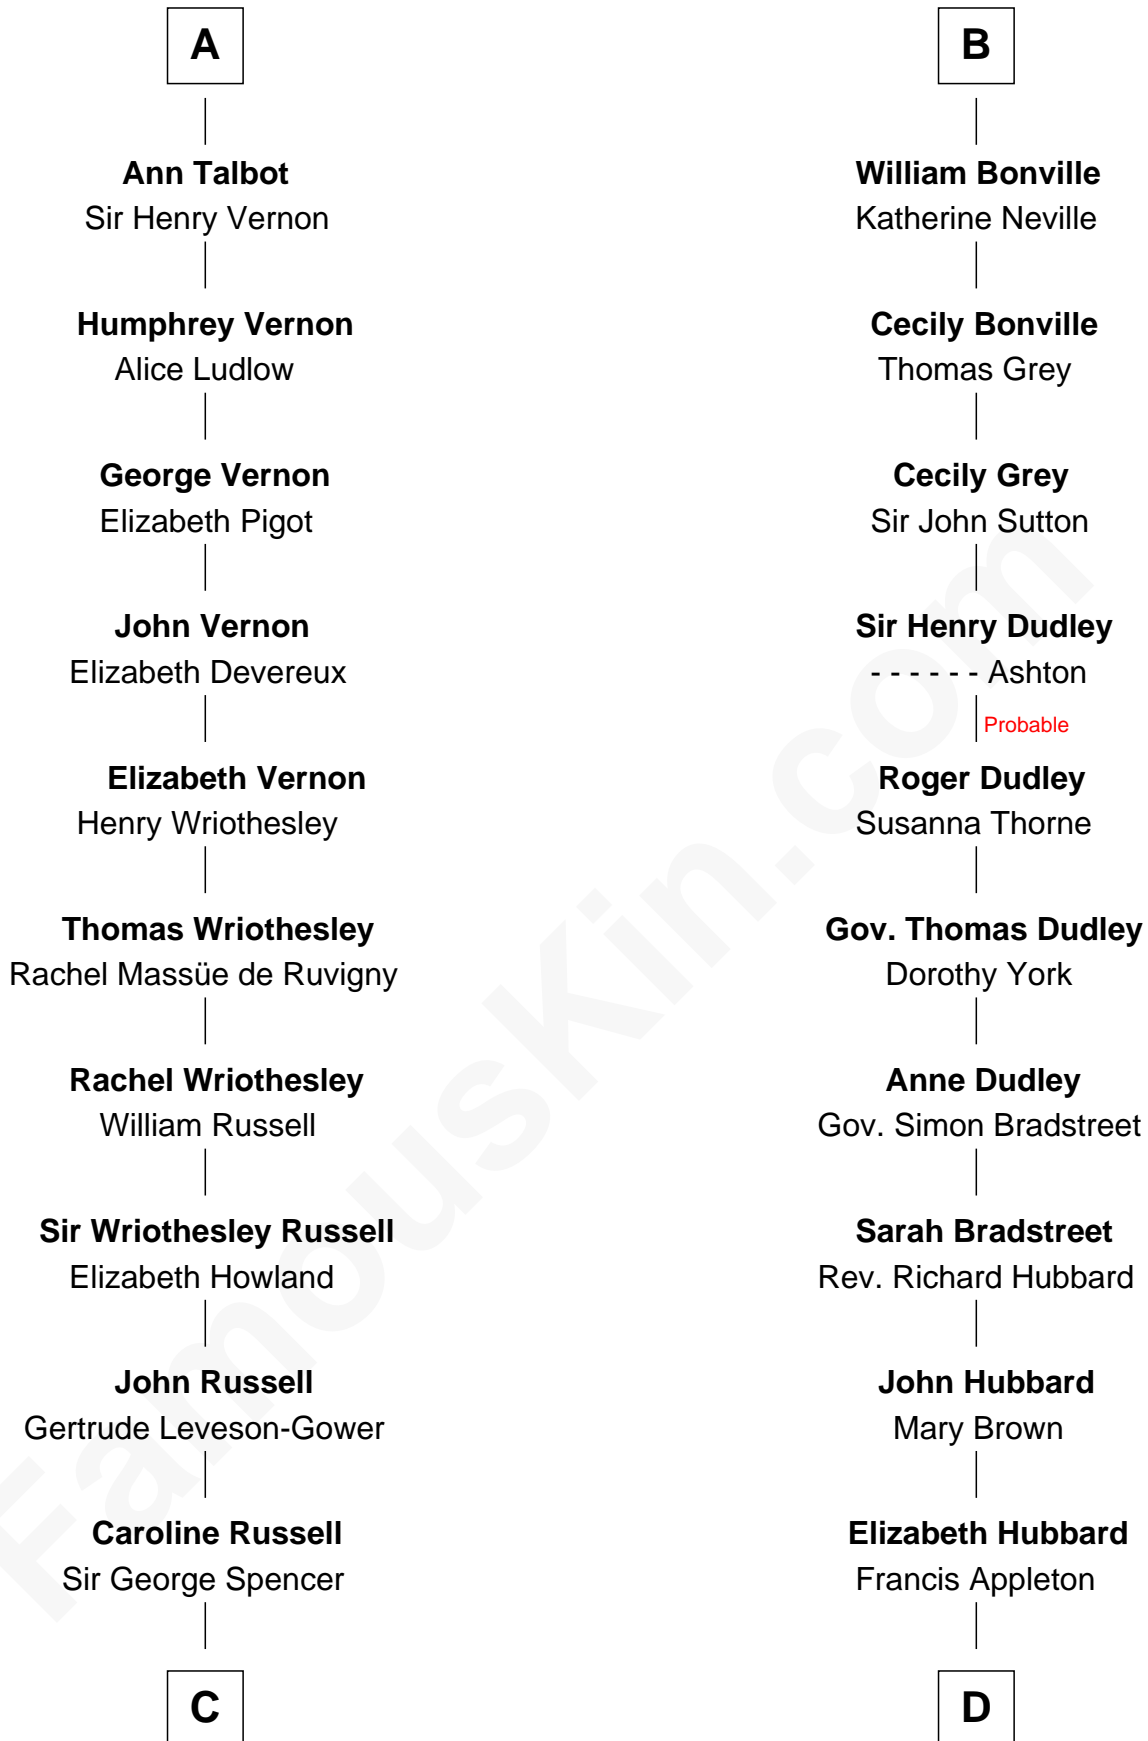 A
Ann Talbot
Sir Henry Vernon
Humphrey Vernon
Alice Ludlow
George Vernon
Elizabeth Pigot
John Vernon
Elizabeth Devereux
Elizabeth Vernon
Henry Wriothesley
Thomas Wriothesley
Rachel Massüe de Ruvigny
Rachel Wriothesley
William Russell
Sir Wriothesley Russell
Elizabeth Howland
John Russell
Gertrude Leveson-Gower
Caroline Russell
Sir George Spencer
C
B
William Bonville
Katherine Neville
Cecily Bonville
Thomas Grey
Cecily Grey
Sir John Sutton
Sir Henry Dudley
- - - - - - Ashton
Probable
Roger Dudley
Susanna Thorne
Gov. Thomas Dudley
Dorothy York
Anne Dudley
Gov. Simon Bradstreet
Sarah Bradstreet
Rev. Richard Hubbard
John Hubbard
Mary Brown
Elizabeth Hubbard
Francis Appleton
D
FamousKin.com